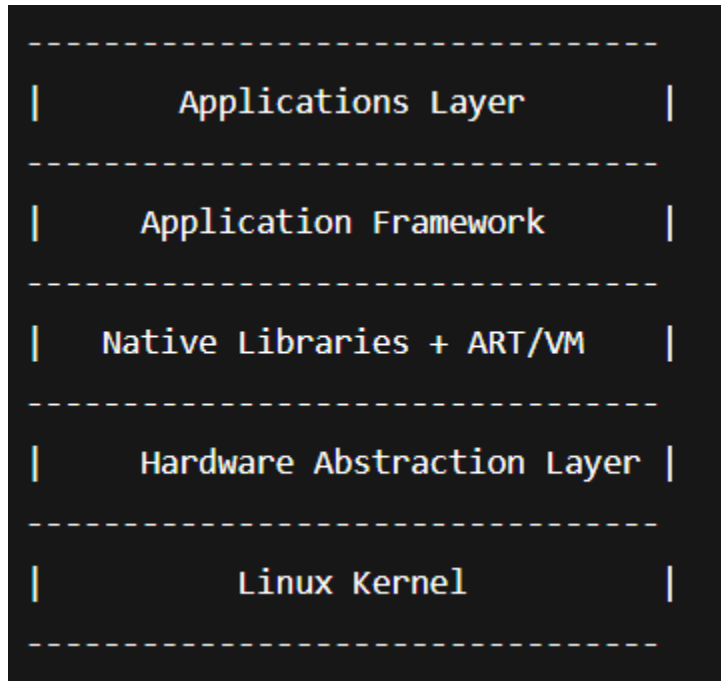 ----------------------------------
|       Applications Layer       |
----------------------------------
|     Application Framework      |
----------------------------------
|   Native Libraries + ART/VM    |
----------------------------------
|     Hardware Abstraction Layer |
----------------------------------
|          Linux Kernel          |
----------------------------------